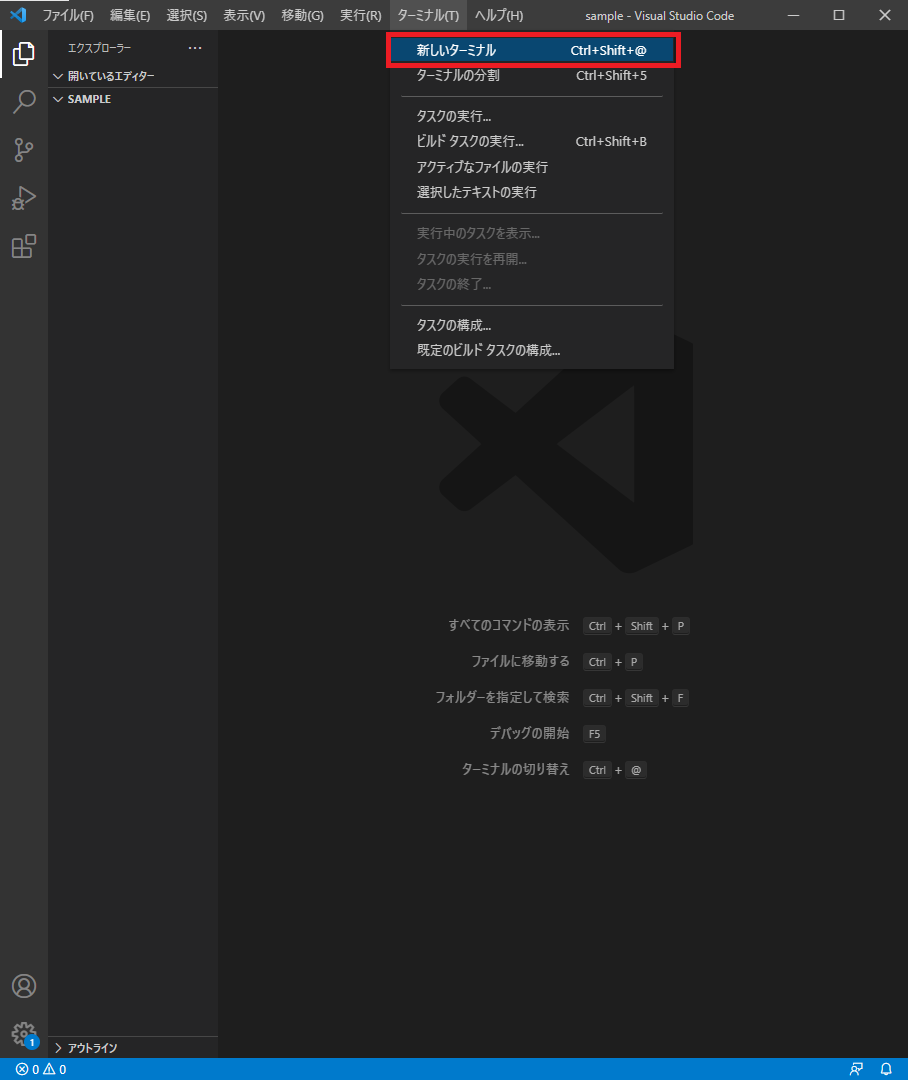 ファイル(F) 編集(E) 選択(S) 表示(V) 移動(G) 実行(R) ターミナル(T) ヘルプ(H) sample - Visual Studio Code
エクスプローラー ...
開いているエディター
SAMPLE
新しいターミナル Ctrl+Shift+@
ターミナルの分割 Ctrl+Shift+5
タスクの実行...
ビルド タスクの実行... Ctrl+Shift+B
アクティブなファイルの実行
選択したテキストの実行
実行中のタスクを表示...
タスクの実行を再開...
タスクの終了...
タスクの構成...
既定のビルド タスクの構成...
すべてのコマンドの表示 Ctrl + Shift + P
ファイルに移動する Ctrl + P
フォルダーを指定して検索 Ctrl + Shift + F
デバッグの開始 F5
ターミナルの切り替え Ctrl + @
1
アウトライン
0 0